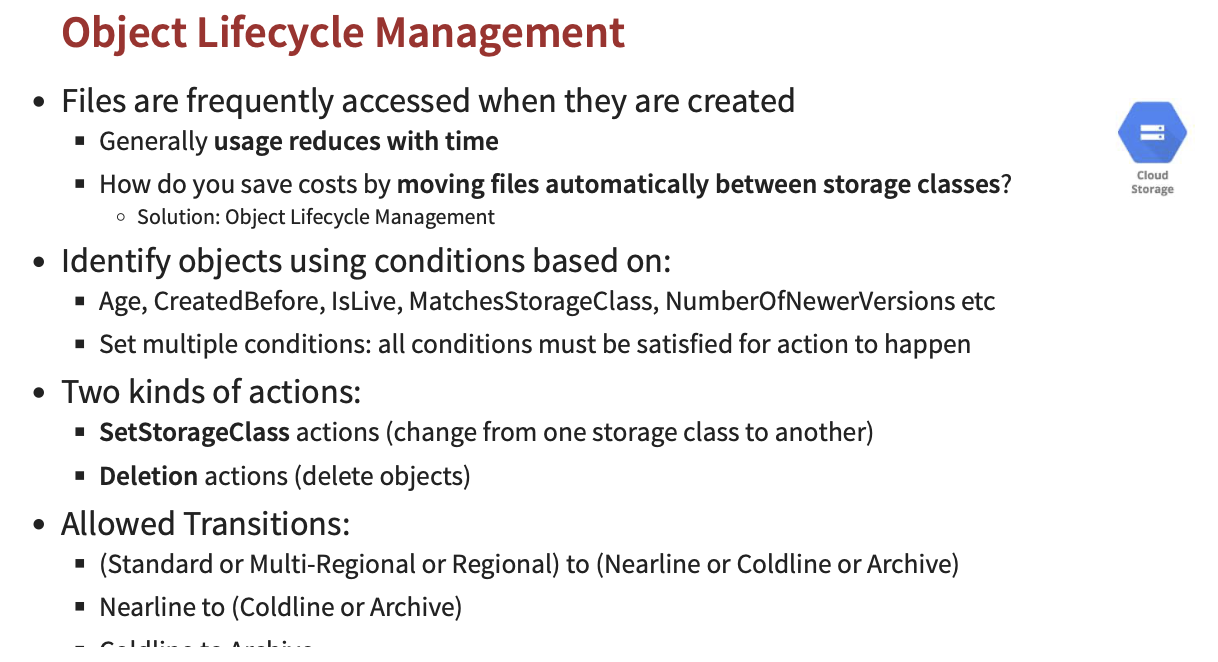 Object Lifecycle Management
Files are frequently accessed when they are created
Generally usage reduces with time
How do you save costs by moving files automatically between storage classes?
Solution: Object Lifecycle Management
Cloud
Storage
Identify objects using conditions based on:
Age, CreatedBefore, IsLive, MatchesStorageClass, NumberOfNewerVersions etc
Set multiple conditions: all conditions must be satisfied for action to happen
Two kinds of actions:
SetStorageClass actions (change from one storage class to another)
Deletion actions (delete objects)
Allowed Transitions:
(Standard or Multi-Regional or Regional) to (Nearline or Coldline or Archive)
Nearline to (Coldline or Archive)
Coldline to Archive